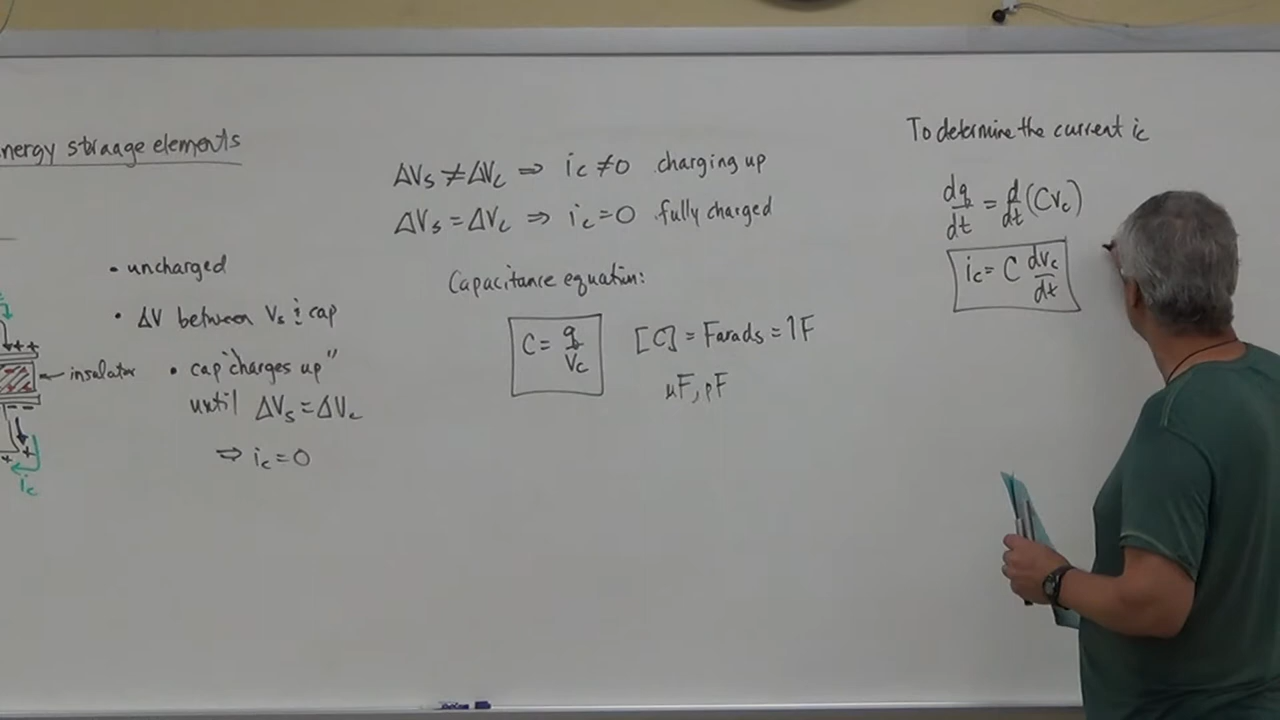 nergy straage elements
• uncharged
• ΔV between Vs & cap
• cap "charges up"
until ΔVs = ΔVc
⇒ ic = 0
++
insulator
+
+
ic
ΔVs ≠ ΔVc ⇒ ic ≠ 0 charging up
ΔVs = ΔVc ⇒ ic = 0 fully charged
Capacitance equation:
C = q/Vc [C] = Farads = 1F
μF, pF
To determine the current ic
dq/dt = d/dt (CVc)
ic = C dvc/dt